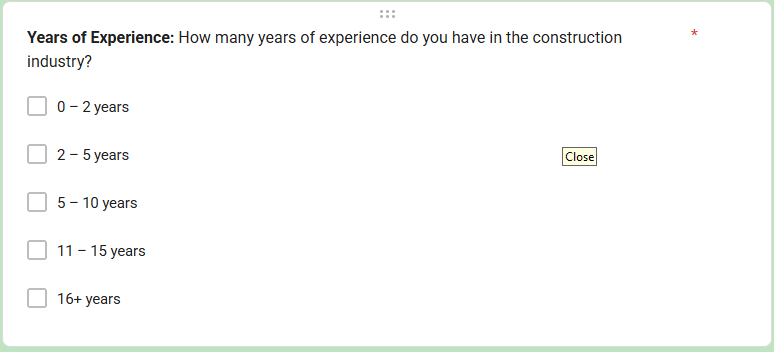 Years of Experience: How many years of experience do you have in the construction *
industry?
0 – 2 years
2 – 5 years
Close
5 – 10 years
11 – 15 years
16+ years